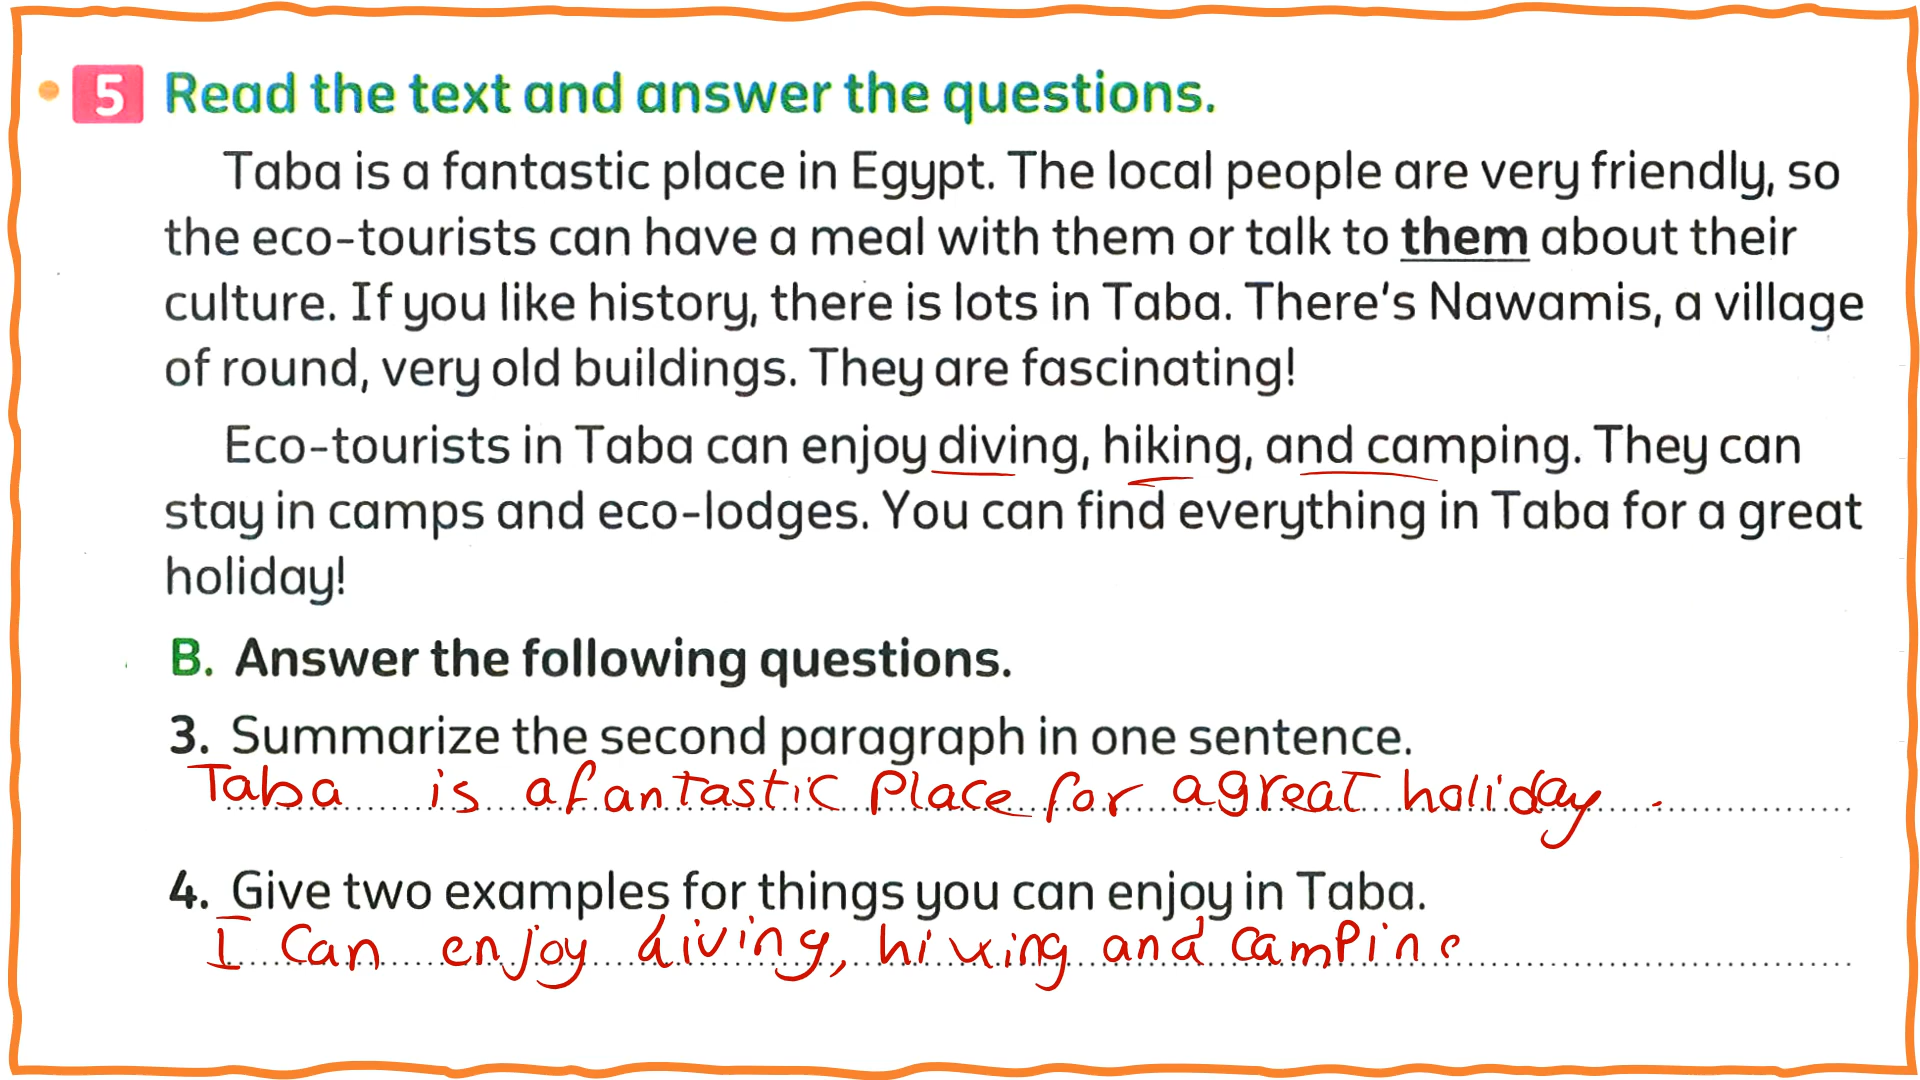 5 Read the text and answer the questions.
Taba is a fantastic place in Egypt. The local people are very friendly, so
the eco-tourists can have a meal with them or talk to them about their
culture. If you like history, there is lots in Taba. There's Nawamis, a village
of round, very old buildings. They are fascinating!
Eco-tourists in Taba can enjoy diving, hiking, and camping. They can
stay in camps and eco-lodges. You can find everything in Taba for a great
holiday!
B. Answer the following questions.
3. Summarize the second paragraph in one sentence.
Taba is a fantastic Place for a great holiday.
4. Give two examples for things you can enjoy in Taba.
I Can enjoy diving, hiking and camPinc